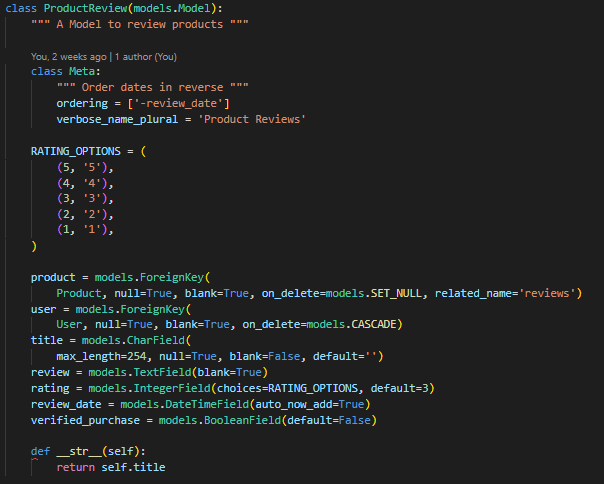 class ProductReview(models.Model):
    """ A Model to review products """
    You, 2 weeks ago | 1 author (You)
    class Meta:
        """ Order dates in reverse """
        ordering = ['-review_date']
        verbose_name_plural = 'Product Reviews'
    RATING_OPTIONS = (
        (5, '5'),
        (4, '4'),
        (3, '3'),
        (2, '2'),
        (1, '1'),
    )
    product = models.ForeignKey(
        Product, null=True, blank=True, on_delete=models.SET_NULL, related_name='reviews')
    user = models.ForeignKey(
        User, null=True, blank=True, on_delete=models.CASCADE)
    title = models.CharField(
        max_length=254, null=True, blank=False, default='')
    review = models.TextField(blank=True)
    rating = models.IntegerField(choices=RATING_OPTIONS, default=3)
    review_date = models.DateTimeField(auto_now_add=True)
    verified_purchase = models.BooleanField(default=False)
    def __str__(self):
        return self.title